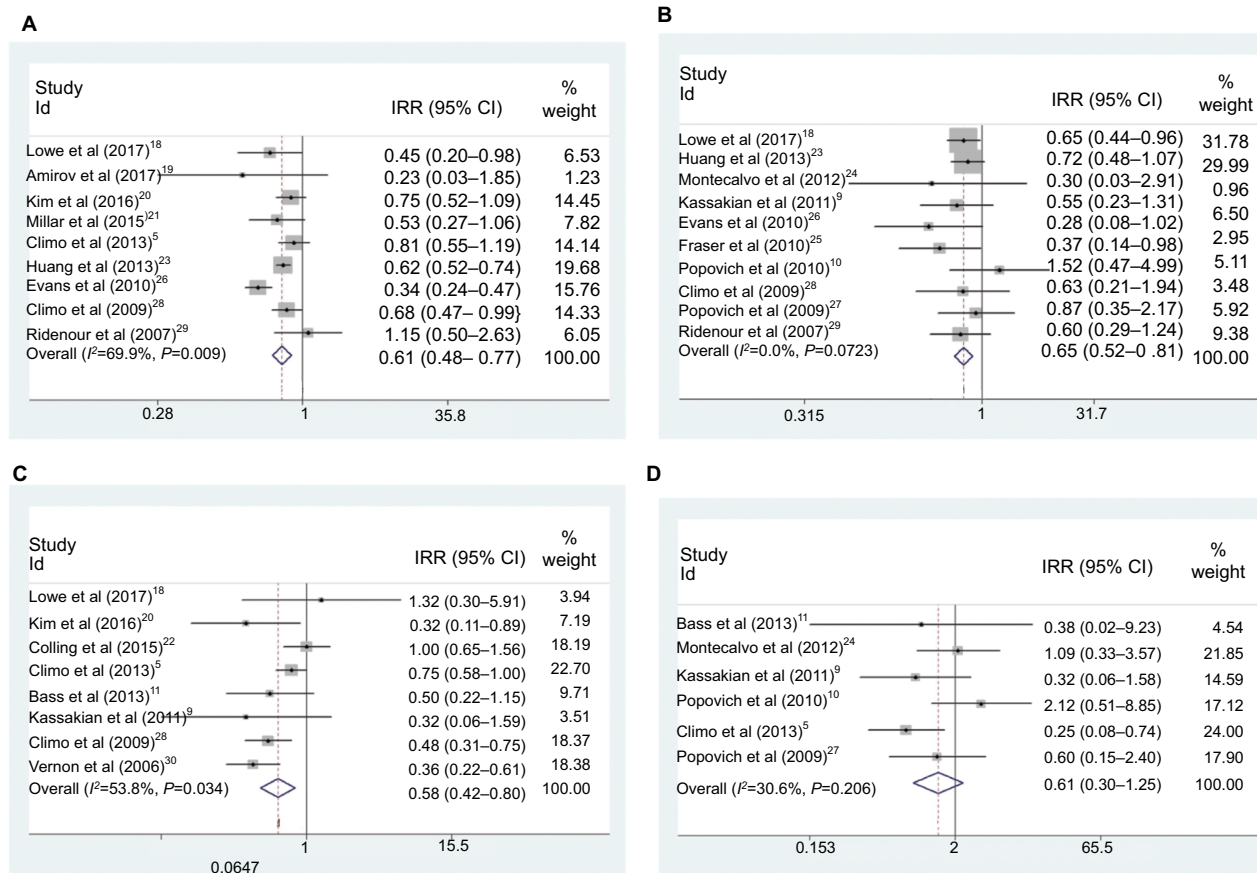 A
Study
Id
IRR (95% CI)
%
weight
Lowe et al (2017)18 0.45 (0.20–0.98) 6.53
Amirov et al (2017)19 0.23 (0.03–1.85) 1.23
Kim et al (2016)20 0.75 (0.52–1.09) 14.45
Millar et al (2015)21 0.53 (0.27–1.06) 7.82
Climo et al (2013)5 0.81 (0.55–1.19) 14.14
Huang et al (2013)23 0.62 (0.52–0.74) 19.68
Evans et al (2010)26 0.34 (0.24–0.47) 15.76
Climo et al (2009)28 0.68 (0.47– 0.99} 14.33
Ridenour et al (2007)29 1.15 (0.50–2.63) 6.05
Overall (I2=69.9%, P=0.009) 0.61 (0.48– 0.77) 100.00
0.28 1 35.8
B
Study
Id
IRR (95% CI)
%
weight
Lowe et al (2017)18 0.65 (0.44–0.96) 31.78
Huang et al (2013)23 0.72 (0.48–1.07) 29.99
Montecalvo et al (2012)24 0.30 (0.03–2.91) 0.96
Kassakian et al (2011)9 0.55 (0.23–1.31) 6.50
Evans et al (2010)26 0.28 (0.08–1.02) 2.95
Fraser et al (2010)25 0.37 (0.14–0.98) 5.11
Popovich et al (2010)10 1.52 (0.47–4.99) 3.48
Climo et al (2009)28 0.63 (0.21–1.94) 5.92
Popovich et al (2009)27 0.87 (0.35–2.17) 9.38
Ridenour et al (2007)29 0.60 (0.29–1.24)
Overall (I2=0.0%, P=0.0723) 0.65 (0.52–0 .81) 100.00
0.315 1 31.7
C
Study
Id
IRR (95% CI)
%
weight
Lowe et al (2017)18 1.32 (0.30–5.91) 3.94
Kim et al (2016)20 0.32 (0.11–0.89) 7.19
Colling et al (2015)22 1.00 (0.65–1.56) 18.19
Climo et al (2013)5 0.75 (0.58–1.00) 22.70
Bass et al (2013)11 0.50 (0.22–1.15) 9.71
Kassakian et al (2011)9 0.32 (0.06–1.59) 3.51
Climo et al (2009)28 0.48 (0.31–0.75) 18.37
Vernon et al (2006)30 0.36 (0.22–0.61) 18.38
Overall (I2=53.8%, P=0.034) 0.58 (0.42–0.80) 100.00
0.0647 1 15.5
D
Study
Id
IRR (95% CI)
%
weight
Bass et al (2013)11 0.38 (0.02–9.23) 4.54
Montecalvo et al (2012)24 1.09 (0.33–3.57) 21.85
Kassakian et al (2011)9 0.32 (0.06–1.58) 14.59
Popovich et al (2010)10 2.12 (0.51–8.85) 17.12
Climo et al (2013)5 0.25 (0.08–0.74) 24.00
Popovich et al (2009)27 0.60 (0.15–2.40) 17.90
Overall (I2=30.6%, P=0.206) 0.61 (0.30–1.25) 100.00
0.153 2 65.5